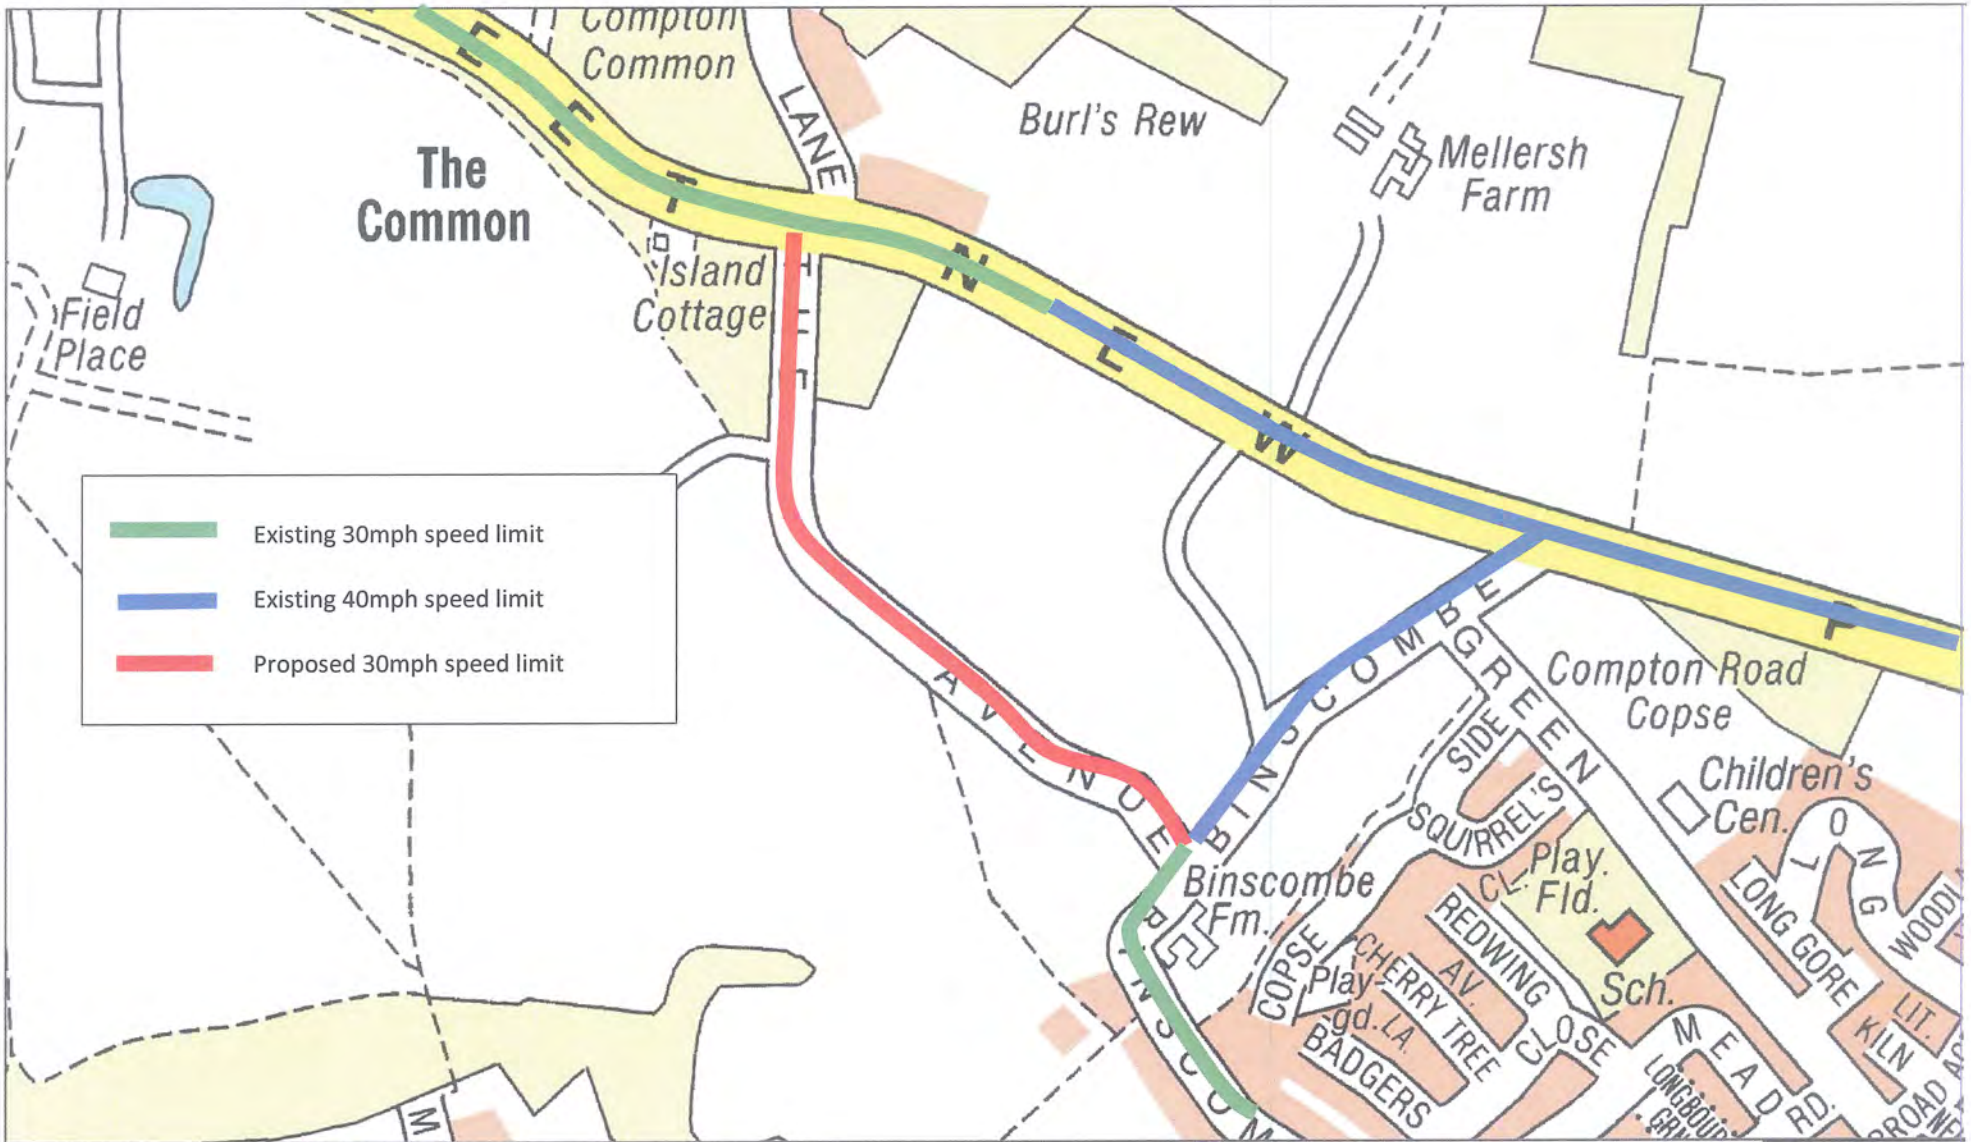 Compton
Common
LANE
Burl's Rew
Mellersh
Farm
The
Common
Island
Cottage
Field
Place
N E W P
Existing 30mph speed limit
Existing 40mph speed limit
Proposed 30mph speed limit
AVENUE
BINSCOMBE
GREEN
Compton Road
Copse
Children's
Cen.
SIDE
SQUIRREL'S
CL.
Play.
Fld.
Sch.
Binscombe
Fm.
COPSE
Play-
gd.
CHERRY TREE
LA.
AV.
REDWING
CLOSE
BADGERS
LONG
LONG GORE
LIT.
KILN
MEAD
RD.
BROAD
BINSCOM
M